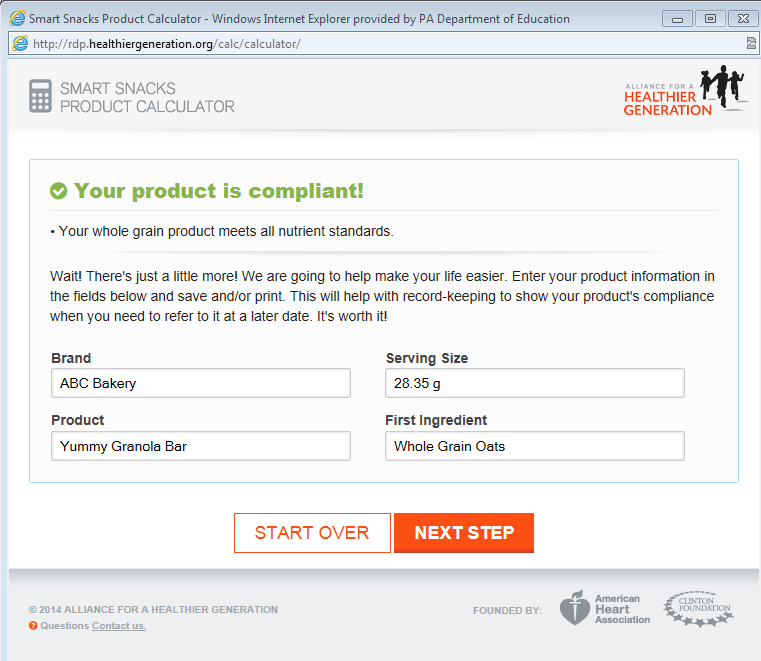 Smart Snacks Product Calculator - Windows Internet Explorer provided by PA Department of Education
http://rdp.healthiergeneration.org/calc/calculator/
SMART SNACKS
PRODUCT CALCULATOR
ALLIANCE FOR A
HEALTHIER
GENERATION
Your product is compliant!
• Your whole grain product meets all nutrient standards.
Wait! There's just a little more! We are going to help make your life easier. Enter your product information in
the fields below and save and/or print. This will help with record-keeping to show your product's compliance
when you need to refer to it at a later date. It's worth it!
Brand
ABC Bakery
Serving Size
28.35 g
Product
Yummy Granola Bar
First Ingredient
Whole Grain Oats
START OVER
NEXT STEP
© 2014 ALLIANCE FOR A HEALTHIER GENERATION
? Questions Contact us.
FOUNDED BY:
American
Heart
Association
CLINTON
FOUNDATION